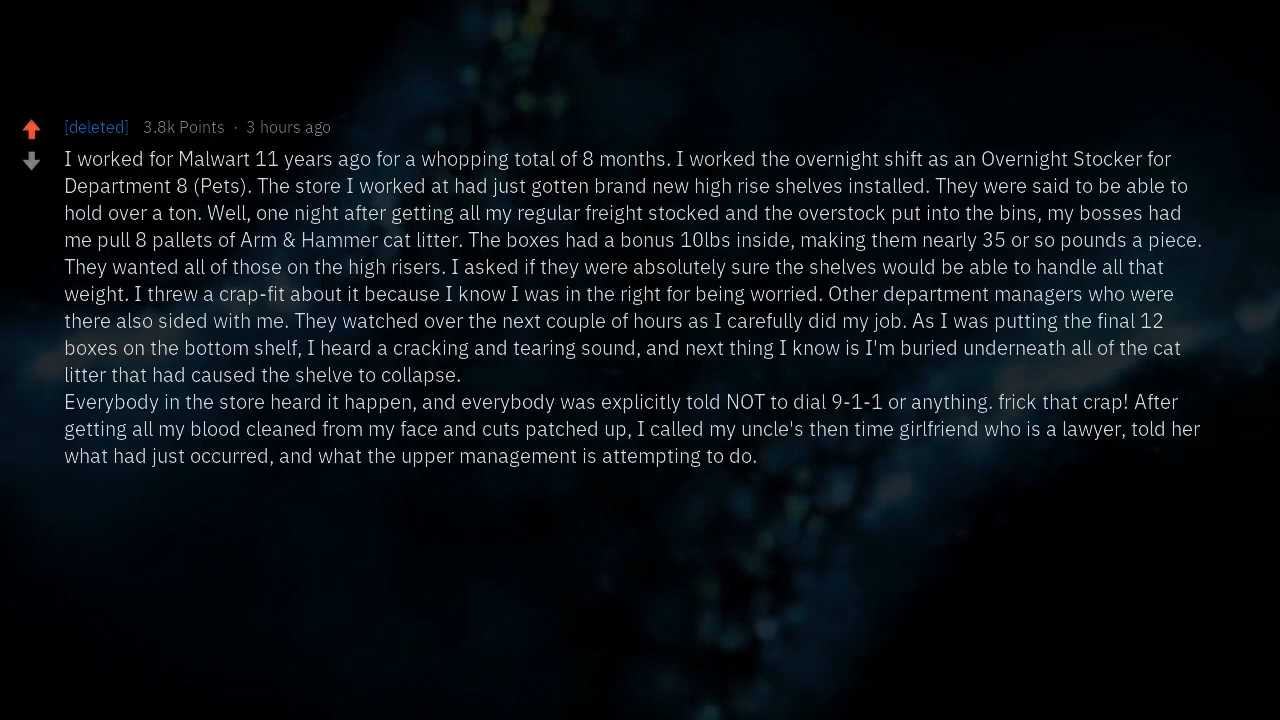 [deleted] 3.8k Points · 3 hours ago
I worked for Malwart 11 years ago for a whopping total of 8 months. I worked the overnight shift as an Overnight Stocker for
Department 8 (Pets). The store I worked at had just gotten brand new high rise shelves installed. They were said to be able to
hold over a ton. Well, one night after getting all my regular freight stocked and the overstock put into the bins, my bosses had
me pull 8 pallets of Arm & Hammer cat litter. The boxes had a bonus 10lbs inside, making them nearly 35 or so pounds a piece.
They wanted all of those on the high risers. I asked if they were absolutely sure the shelves would be able to handle all that
weight. I threw a crap-fit about it because I know I was in the right for being worried. Other department managers who were
there also sided with me. They watched over the next couple of hours as I carefully did my job. As I was putting the final 12
boxes on the bottom shelf, I heard a cracking and tearing sound, and next thing I know is I'm buried underneath all of the cat
litter that had caused the shelve to collapse.
Everybody in the store heard it happen, and everybody was explicitly told NOT to dial 9-1-1 or anything. frick that crap! After
getting all my blood cleaned from my face and cuts patched up, I called my uncle's then time girlfriend who is a lawyer, told her
what had just occurred, and what the upper management is attempting to do.